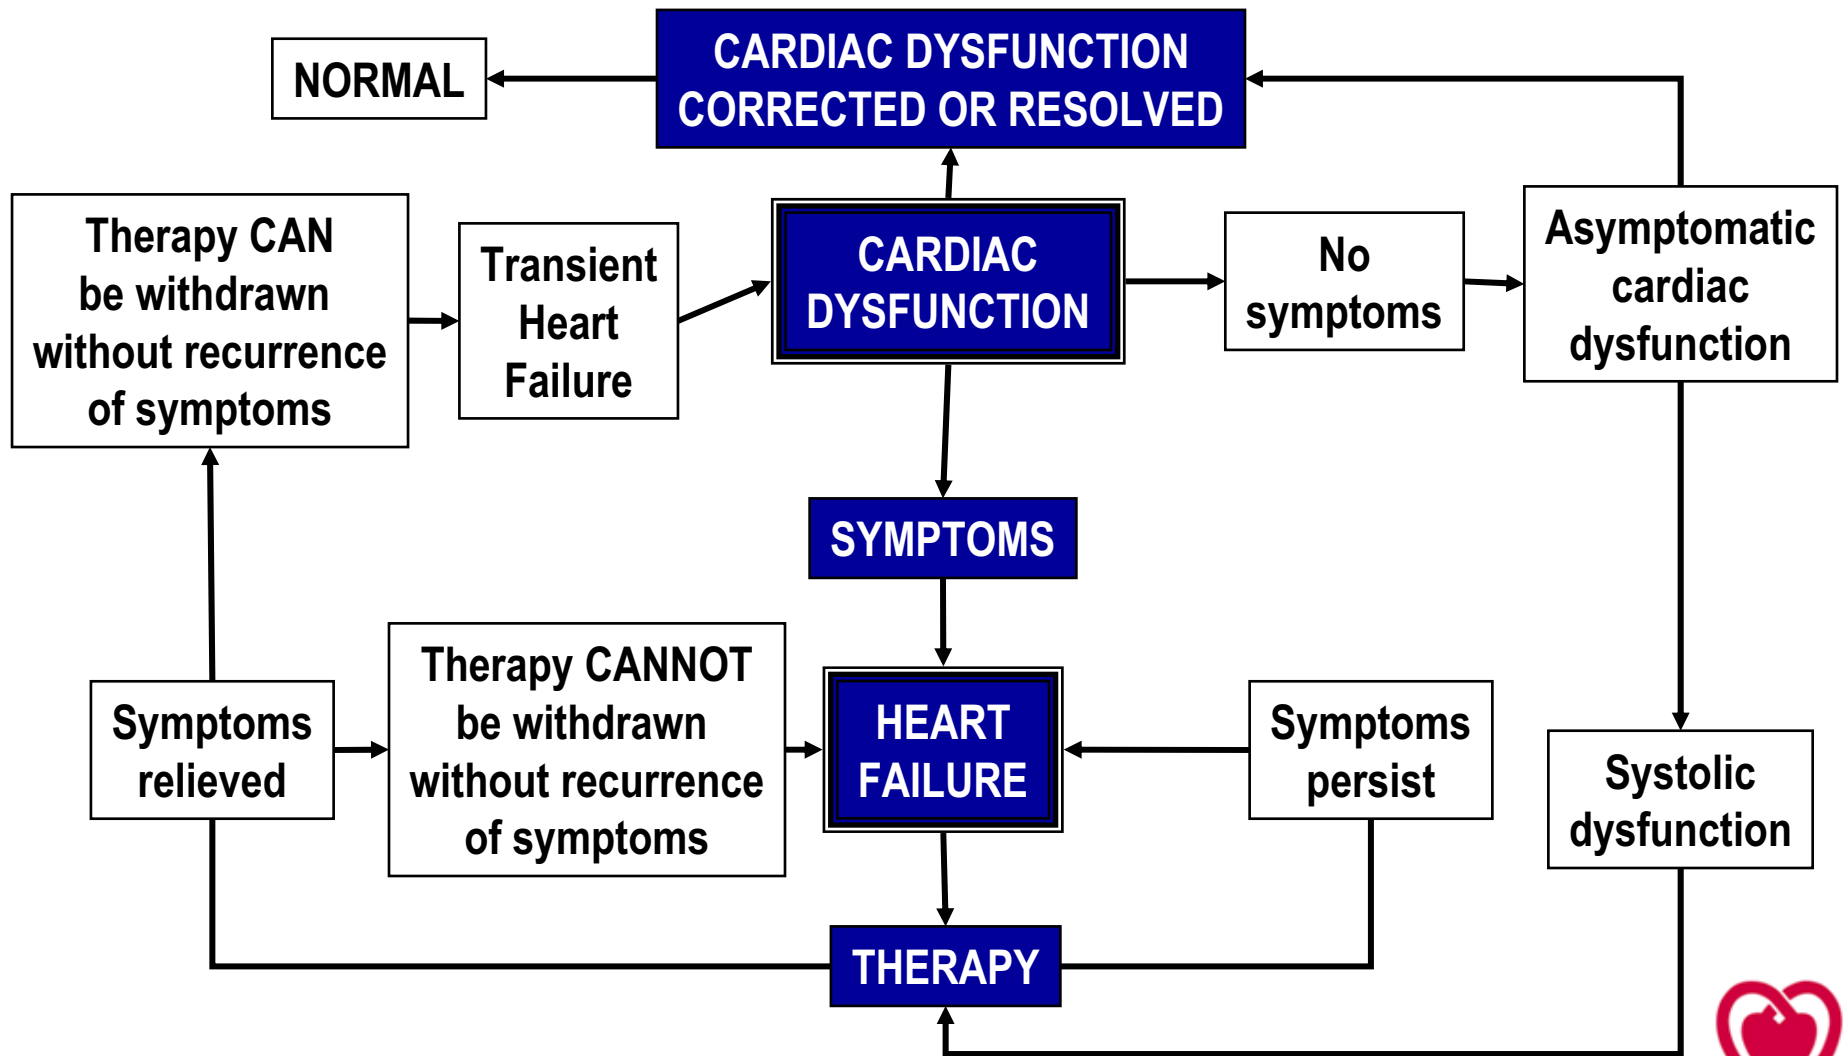 NORMAL
CARDIAC DYSFUNCTION
CORRECTED OR RESOLVED
Therapy CAN
be withdrawn
without recurrence
of symptoms
Transient
Heart
Failure
CARDIAC
DYSFUNCTION
No
symptoms
Asymptomatic
cardiac
dysfunction
SYMPTOMS
Symptoms
relieved
Therapy CANNOT
be withdrawn
without recurrence
of symptoms
HEART
FAILURE
Symptoms
persist
Systolic
dysfunction
THERAPY